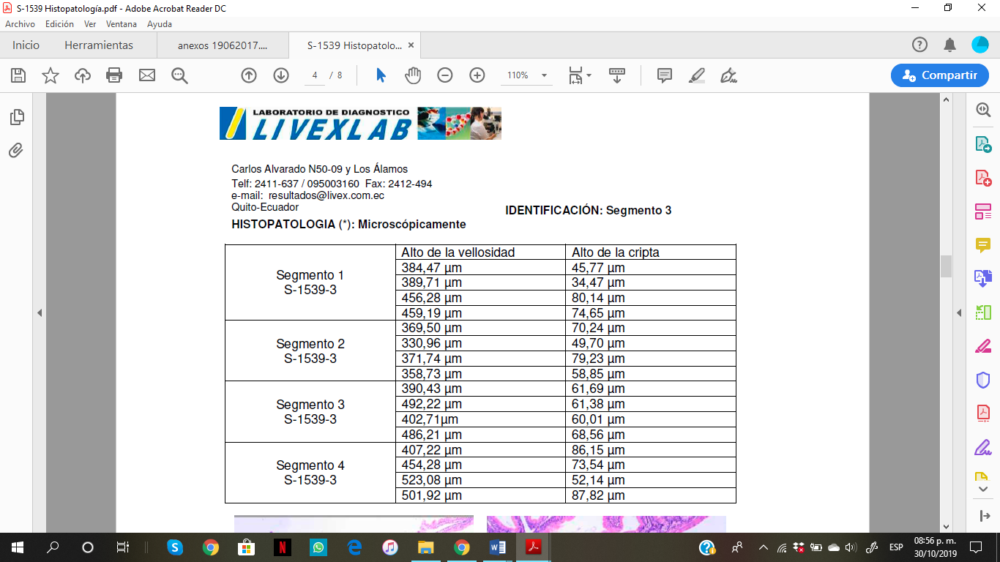 S-1539 Histopatología.pdf - Adobe Acrobat Reader DC
Archivo Edición Ver Ventana Ayuda
Inicio Herramientas anexos 19062017.... S-1539 Histopatolo... ×
4 / 8 110% Compartir
LABORATORIO DE DIAGNOSTICO
LIVEXLAB
Carlos Alvarado N50-09 y Los Álamos
Telf: 2411-637 / 095003160 Fax: 2412-494
e-mail: resultados@livex.com.ec
Quito-Ecuador
IDENTIFICACIÓN: Segmento 3
HISTOPATOLOGIA (*): Microscópicamente
Alto de la vellosidad Alto de la cripta
Segmento 1
S-1539-3
384,47 µm 45,77 µm
389,71 µm 34,47 µm
456,28 µm 80,14 µm
459,19 µm 74,65 µm
Segmento 2
S-1539-3
369,50 µm 70,24 µm
330,96 µm 49,70 µm
371,74 µm 79,23 µm
358,73 µm 58,85 µm
Segmento 3
S-1539-3
390,43 µm 61,69 µm
492,22 µm 61,38 µm
402,71µm 60,01 µm
486,21 µm 68,56 µm
Segmento 4
S-1539-3
407,22 µm 86,15 µm
454,28 µm 73,54 µm
523,08 µm 52,14 µm
501,92 µm 87,82 µm
ESP
08:56 p. m.
30/10/2019